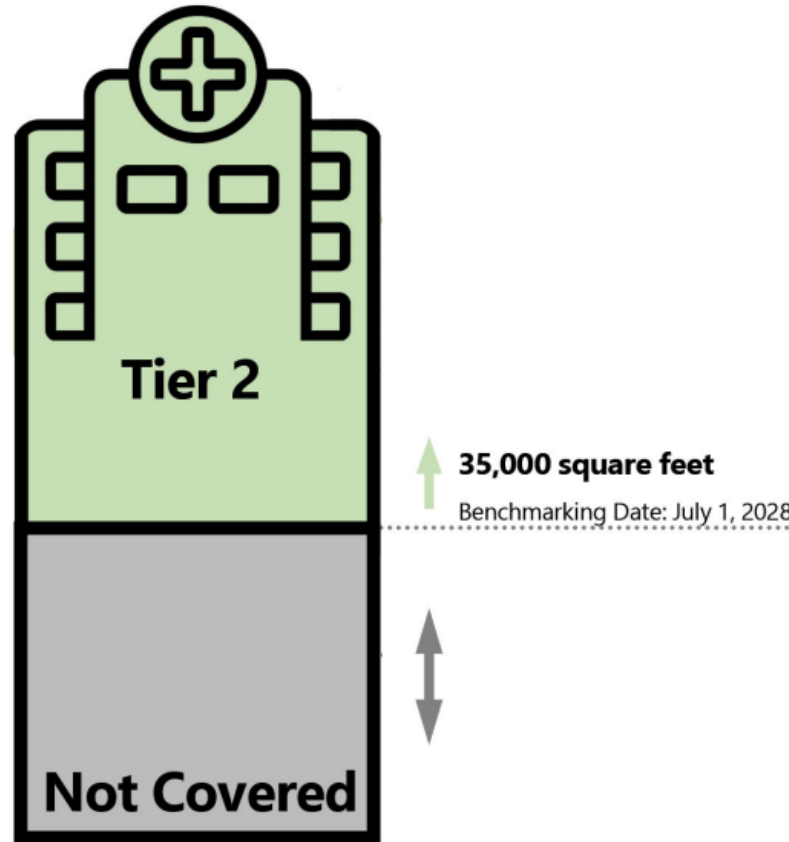 Tier 2
35,000 square feet
Benchmarking Date: July 1, 2028
Not Covered